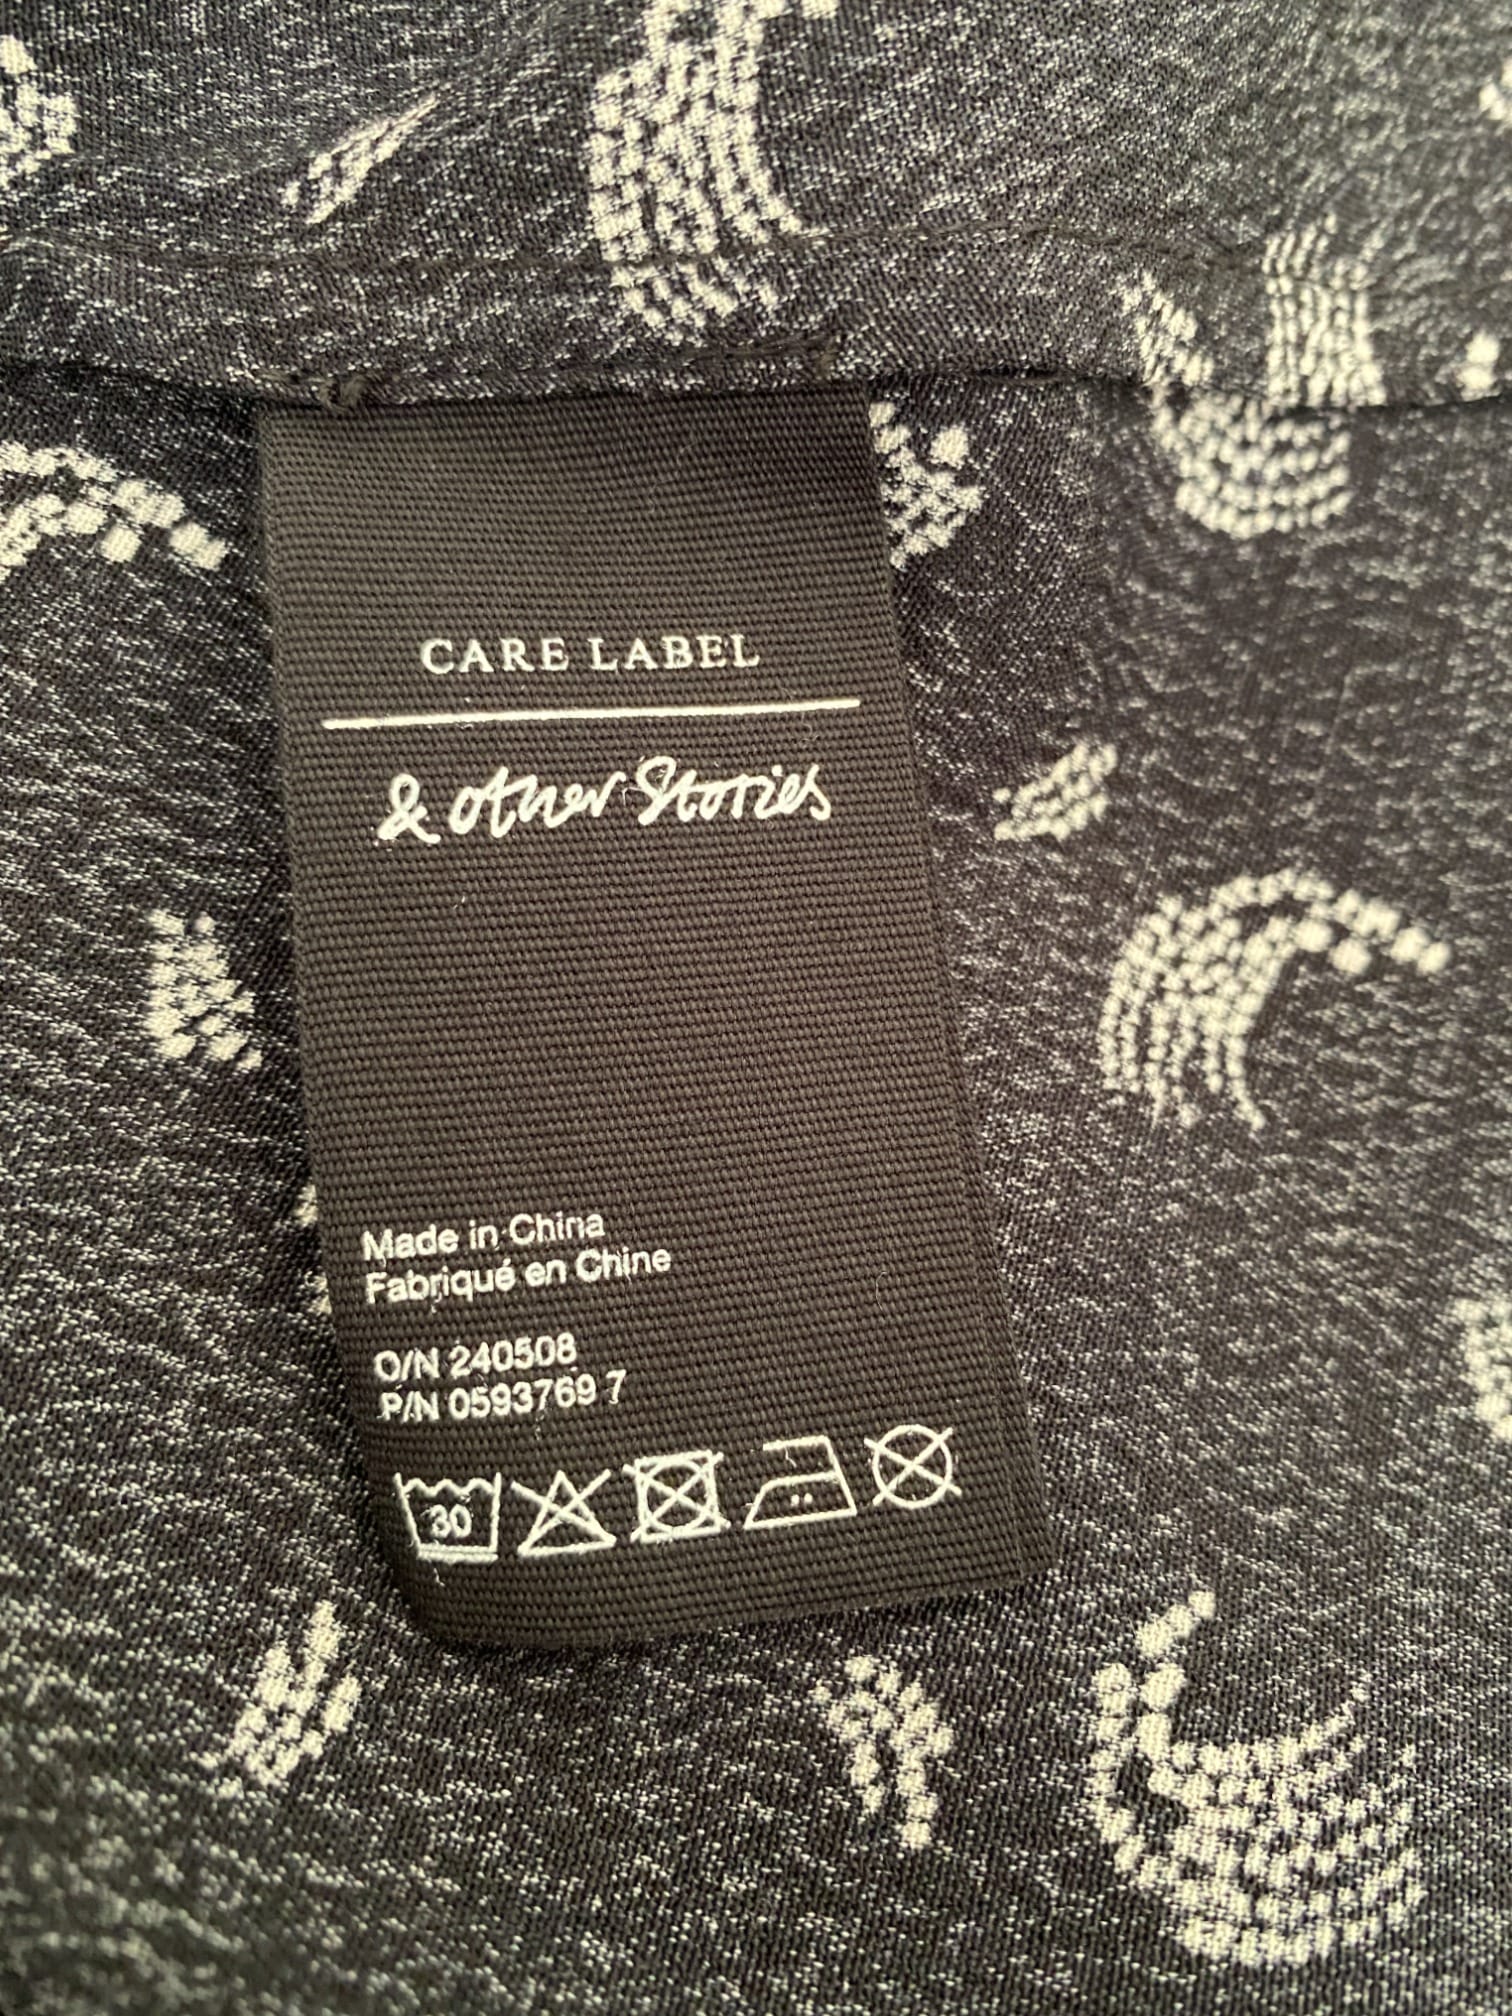 CARE LABEL
& other Stories
Made in China
Fabriqué en Chine
O/N 240508
P/N 0593769 7
30